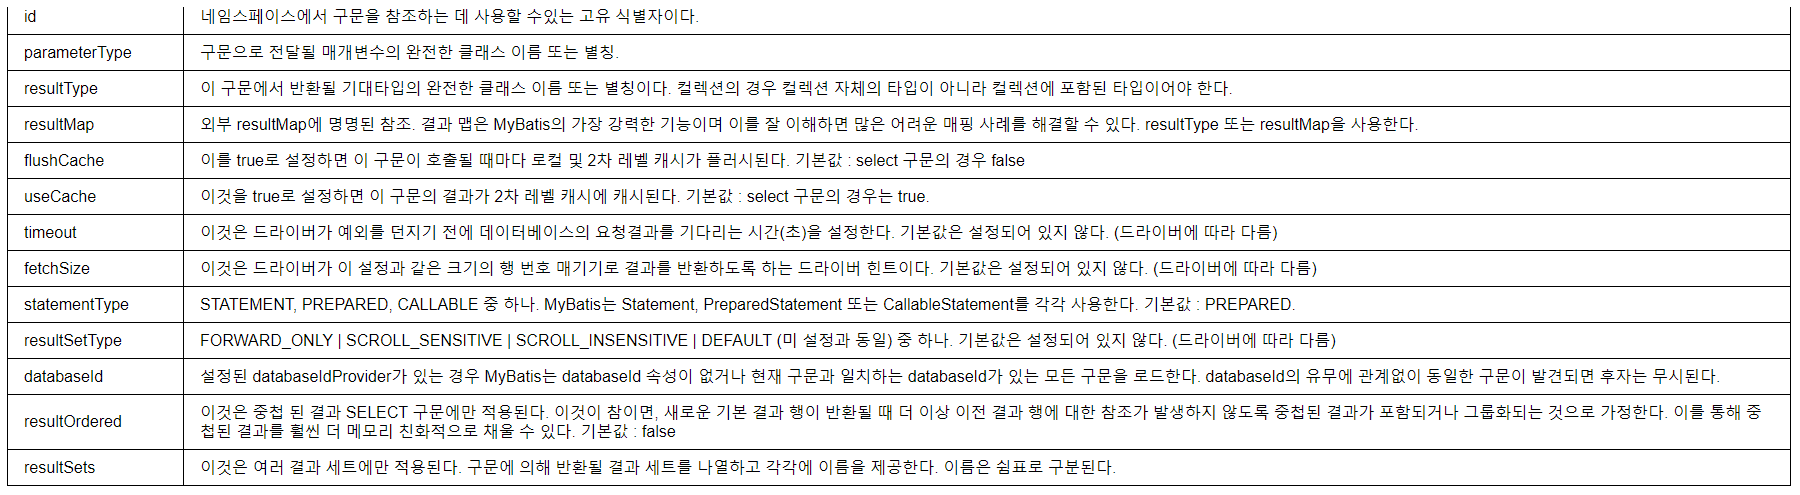 id 네임스페이스에서 구문을 참조하는 데 사용할 수있는 고유 식별자이다.
parameterType 구문으로 전달될 매개변수의 완전한 클래스 이름 또는 별칭.
resultType 이 구문에서 반환될 기대타입의 완전한 클래스 이름 또는 별칭이다. 컬렉션의 경우 컬렉션 자체의 타입이 아니라 컬렉션에 포함된 타입이어야 한다.
resultMap 외부 resultMap에 명명된 참조. 결과 맵은 MyBatis의 가장 강력한 기능이며 이를 잘 이해하면 많은 어려운 매핑 사례를 해결할 수 있다. resultType 또는 resultMap을 사용한다.
flushCache 이를 true로 설정하면 이 구문이 호출될 때마다 로컬 및 2차 레벨 캐시가 플러시된다. 기본값 : select 구문의 경우 false
useCache 이것을 true로 설정하면 이 구문의 결과가 2차 레벨 캐시에 캐시된다. 기본값 : select 구문의 경우는 true.
timeout 이것은 드라이버가 예외를 던지기 전에 데이터베이스의 요청결과를 기다리는 시간(초)을 설정한다. 기본값은 설정되어 있지 않다. (드라이버에 따라 다름)
fetchSize 이것은 드라이버가 이 설정과 같은 크기의 행 번호 매기기로 결과를 반환하도록 하는 드라이버 힌트이다. 기본값은 설정되어 있지 않다. (드라이버에 따라 다름)
statementType STATEMENT, PREPARED, CALLABLE 중 하나. MyBatis는 Statement, PreparedStatement 또는 CallableStatement를 각각 사용한다. 기본값 : PREPARED.
resultSetType FORWARD_ONLY | SCROLL_SENSITIVE | SCROLL_INSENSITIVE | DEFAULT (미 설정과 동일) 중 하나. 기본값은 설정되어 있지 않다. (드라이버에 따라 다름)
databaseId 설정된 databaseIdProvider가 있는 경우 MyBatis는 databaseId 속성이 없거나 현재 구문과 일치하는 databaseId가 있는 모든 구문을 로드한다. databaseId의 유무에 관계없이 동일한 구문이 발견되면 후자는 무시된다.
resultOrdered 이것은 중첩 된 결과 SELECT 구문에만 적용된다. 이것이 참이면, 새로운 기본 결과 행이 반환될 때 더 이상 이전 결과 행에 대한 참조가 발생하지 않도록 중첩된 결과가 포함되거나 그룹화되는 것으로 가정한다. 이를 통해 중
첩된 결과를 훨씬 더 메모리 친화적으로 채울 수 있다. 기본값 : false
resultSets 이것은 여러 결과 세트에만 적용된다. 구문에 의해 반환될 결과 세트를 나열하고 각각에 이름을 제공한다. 이름은 쉼표로 구분된다.